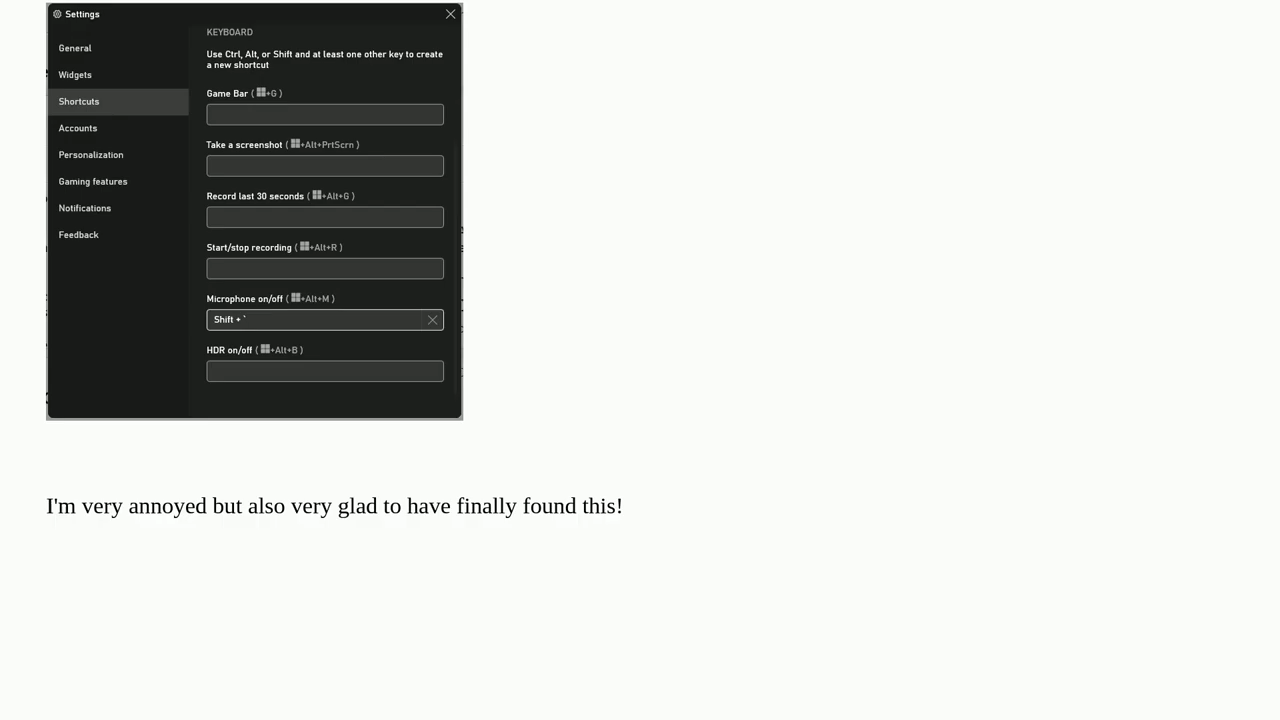 Settings
General
Widgets
Shortcuts
Accounts
Personalization
Gaming features
Notifications
Feedback
KEYBOARD
Use Ctrl, Alt, or Shift and at least one other key to create
a new shortcut
Game Bar ( +G )
Take a screenshot ( +Alt+PrtScrn )
Record last 30 seconds ( +Alt+G )
Start/stop recording ( +Alt+R )
Microphone on/off ( +Alt+M )
Shift + `
HDR on/off ( +Alt+B )
I'm very annoyed but also very glad to have finally found this!